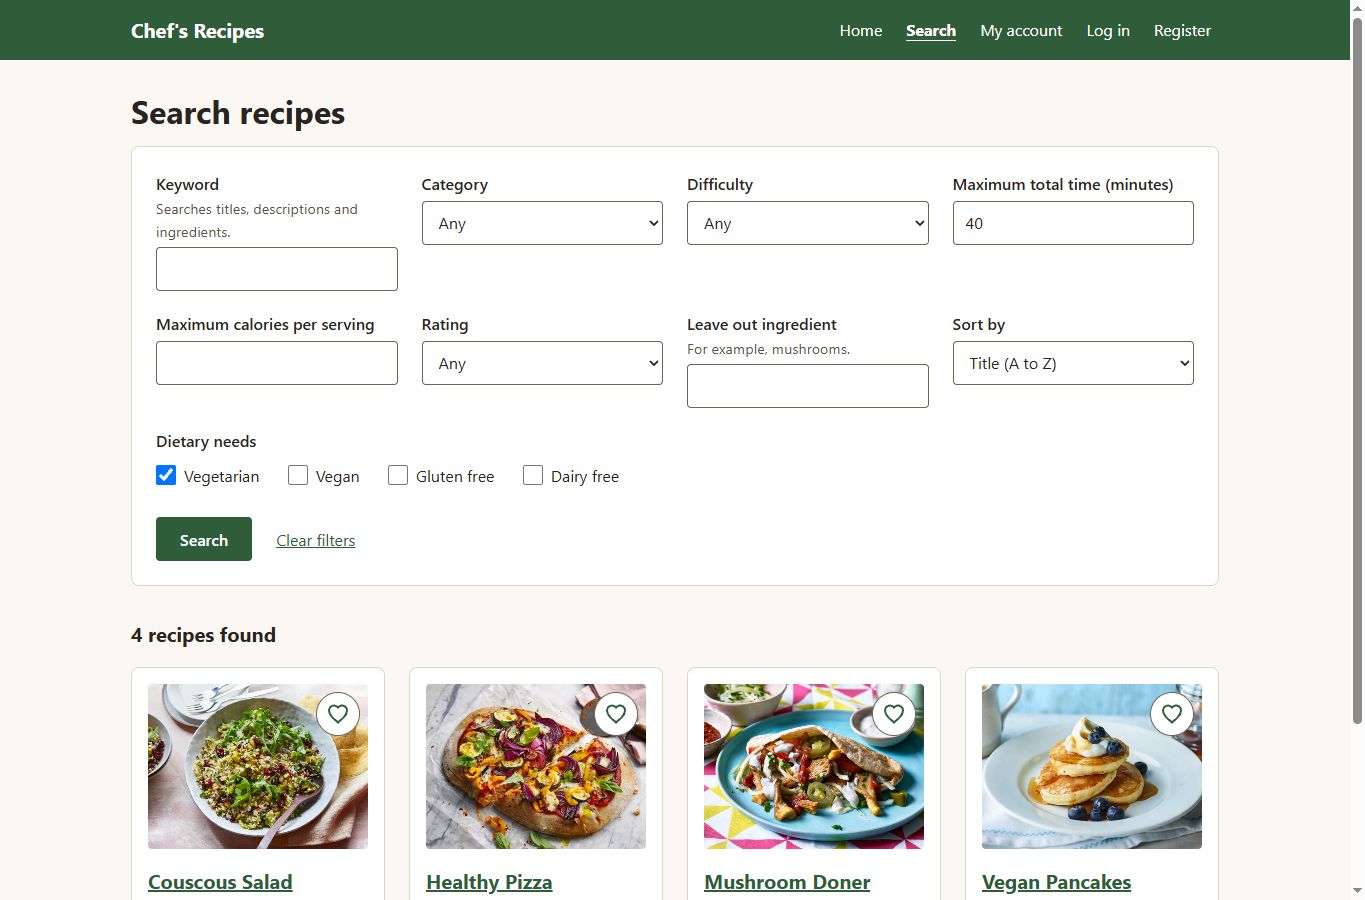 Chef's Recipes
Home Search My account Log in Register
Search recipes
Keyword
Searches titles, descriptions and
ingredients.
Category
Any
Difficulty
Any
Maximum total time (minutes)
40
Maximum calories per serving
Rating
Any
Leave out ingredient
For example, mushrooms.
Sort by
Title (A to Z)
Dietary needs
Vegetarian Vegan Gluten free Dairy free
Search Clear filters
4 recipes found
Couscous Salad
Healthy Pizza
Mushroom Doner
Vegan Pancakes